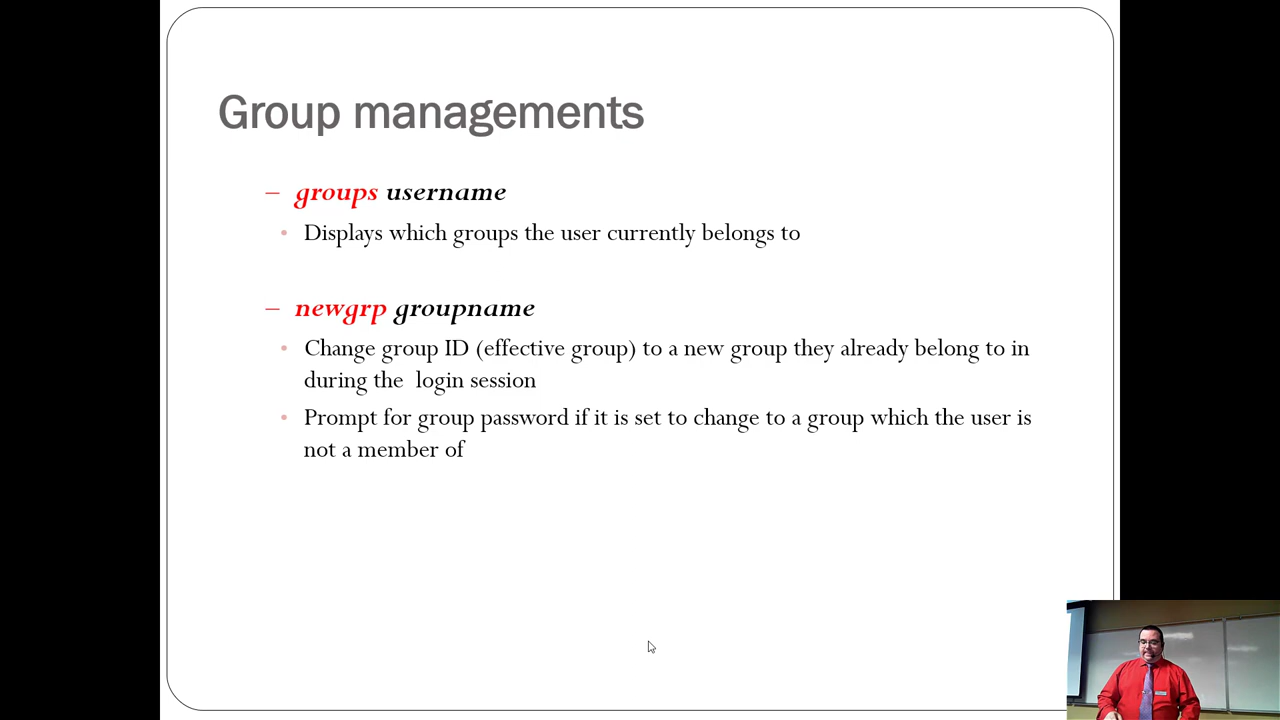 Group managements
– groups username
• Displays which groups the user currently belongs to
– newgrp groupname
• Change group ID (effective group) to a new group they already belong to in
during the login session
• Prompt for group password if it is set to change to a group which the user is
not a member of